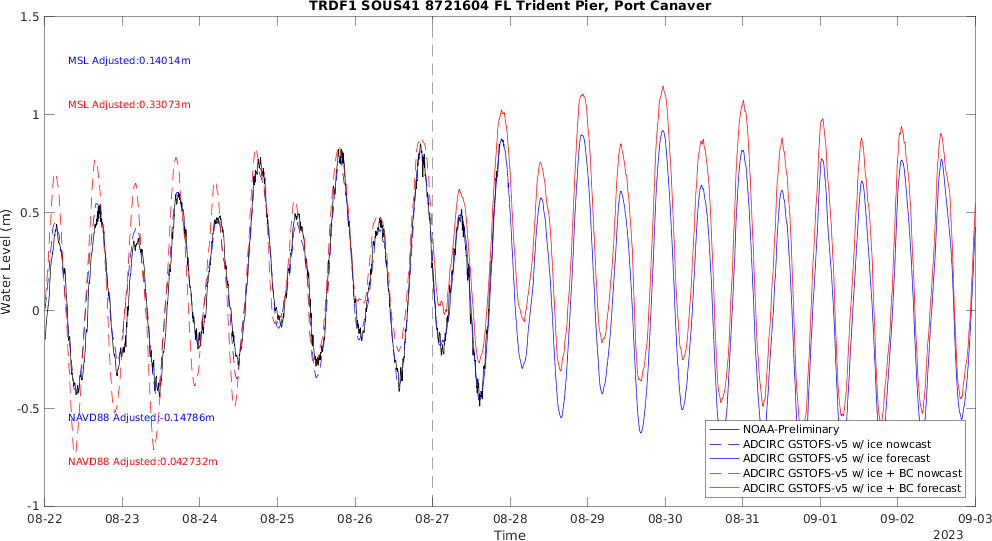 TRDF1 SOUS41 8721604 FL Trident Pier, Port Canaver
1.5
MSL Adjusted:0.14014m
MSL Adjusted:0.33073m
1
0.5
Water Level (m)
0
-0.5
NAVD88 Adjusted:-0.14786m
NAVD88 Adjusted:0.042732m
NOAA-Preliminary
ADCIRC GSTOFS-v5 w/ ice nowcast
ADCIRC GSTOFS-v5 w/ ice forecast
ADCIRC GSTOFS-v5 w/ ice + BC nowcast
ADCIRC GSTOFS-v5 w/ ice + BC forecast
-1
08-22 08-23 08-24 08-25 08-26 08-27 08-28 08-29 08-30 08-31 09-01 09-02 09-03
Time
2023